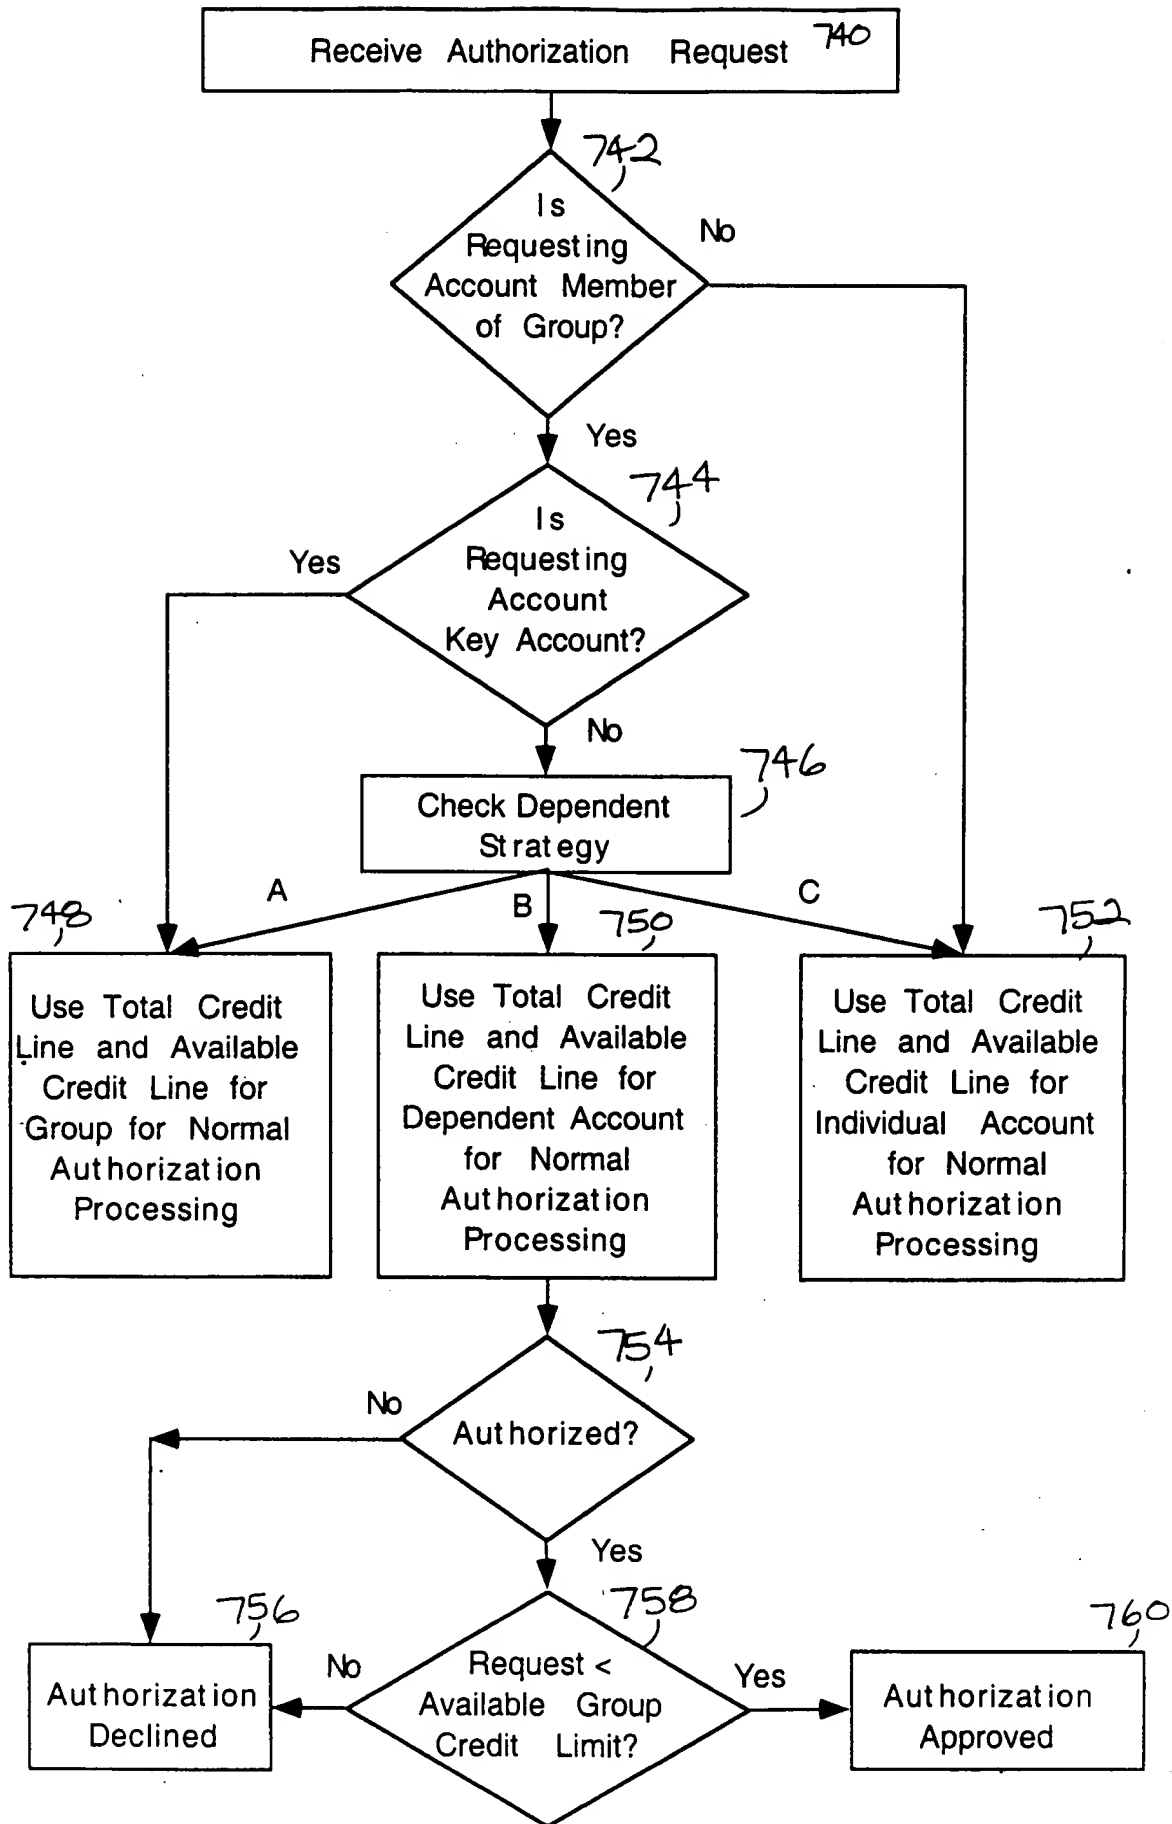 Receive Authorization Request 740
742
Is
Requesting
Account Member
of Group?
No
Yes
744
Is
Requesting
Account
Key Account?
Yes
No
746
Check Dependent
Strategy
A
B
C
748
Use Total Credit
Line and Available
Credit Line for
Group for Normal
Authorization
Processing
750
Use Total Credit
Line and Available
Credit Line for
Dependent Account
for Normal
Authorization
Processing
752
Use Total Credit
Line and Available
Credit Line for
Individual Account
for Normal
Authorization
Processing
754
Authorized?
No
Yes
756
Authorization
Declined
758
Request <
Available Group
Credit Limit?
No
Yes
760
Authorization
Approved